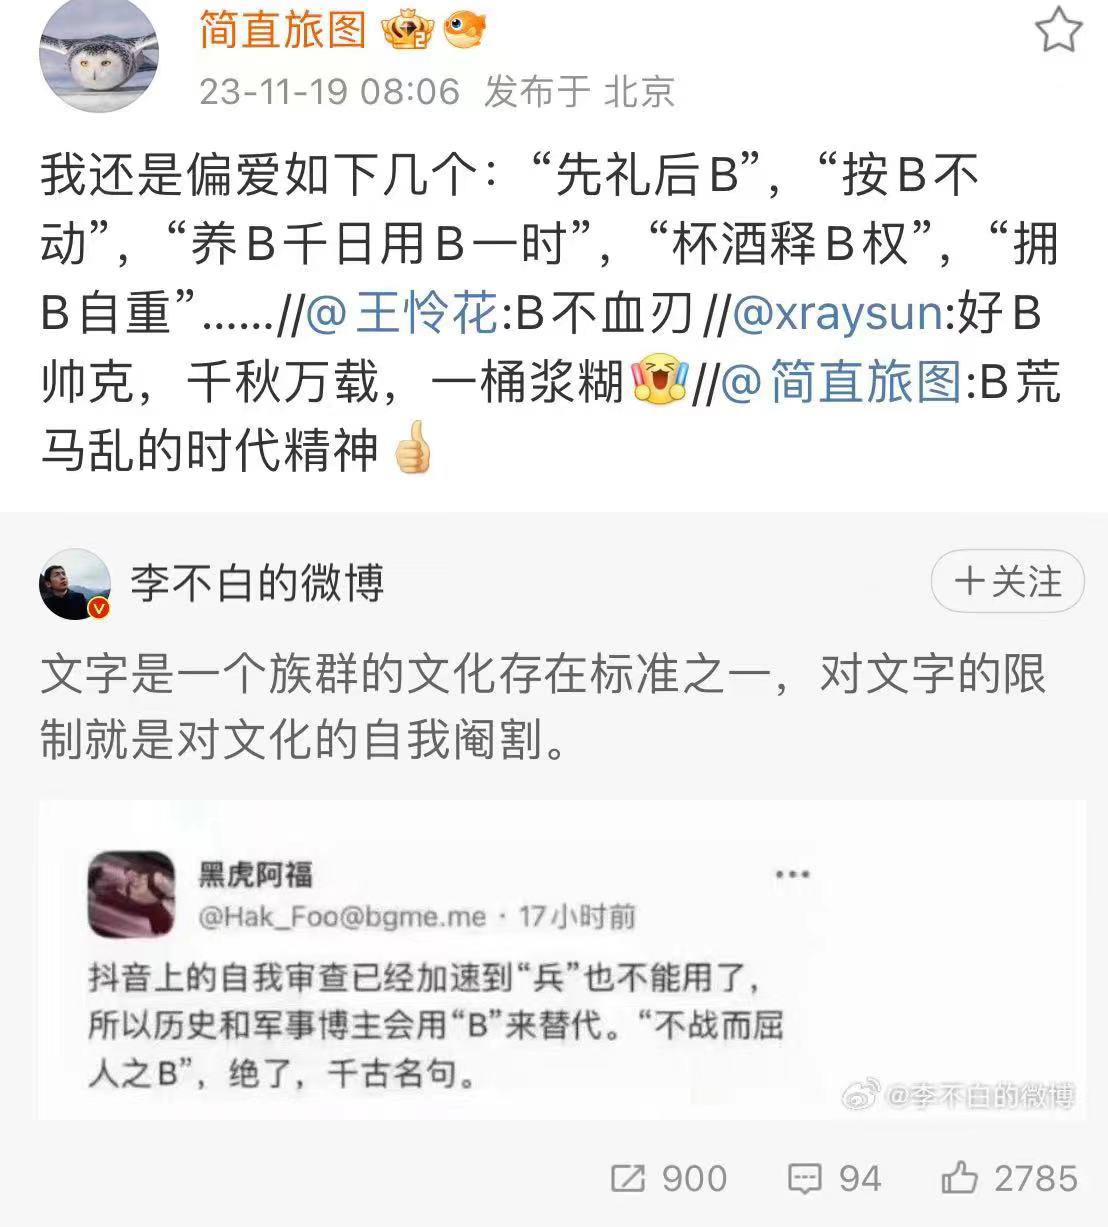 简直旅图
23-11-19 08:06 发布于 北京
我还是偏爱如下几个：“先礼后B”，“按B不
动”，“养B千日用B一时”，“杯酒释B权”，“拥
B自重”......//@王怜花:B不血刃//@xraysun:好B
帅克，千秋万载，一桶浆糊//@简直旅图:B荒
马乱的时代精神
李不白的微博
+关注
文字是一个族群的文化存在标准之一，对文字的限
制就是对文化的自我阉割。
黑虎阿福
@Hak_Foo@bgme.me · 17小时前
抖音上的自我审查已经加速到“兵”也不能用了，
所以历史和军事博主会用“B”来替代。“不战而屈
人之B”，绝了，千古名句。
@李不白的微博
900 94 2785